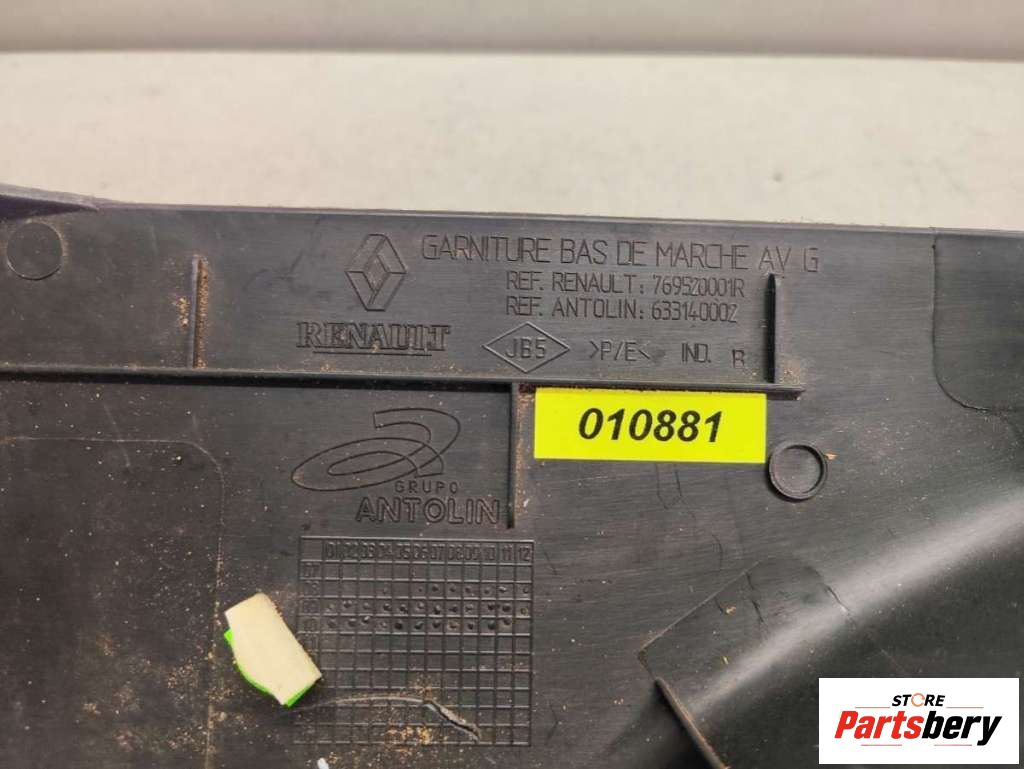 GARNITURE BAS DE MARCHE AV G
REF. RENAULT: 769520001R
REF. ANTOLIN: 633140002
RENAULT
JB5 >P/E< IND. B
010881
GRUPO
ANTOLIN
01 02 03 04 05 06 07 08 09 10 11 12
STORE
Partsbery